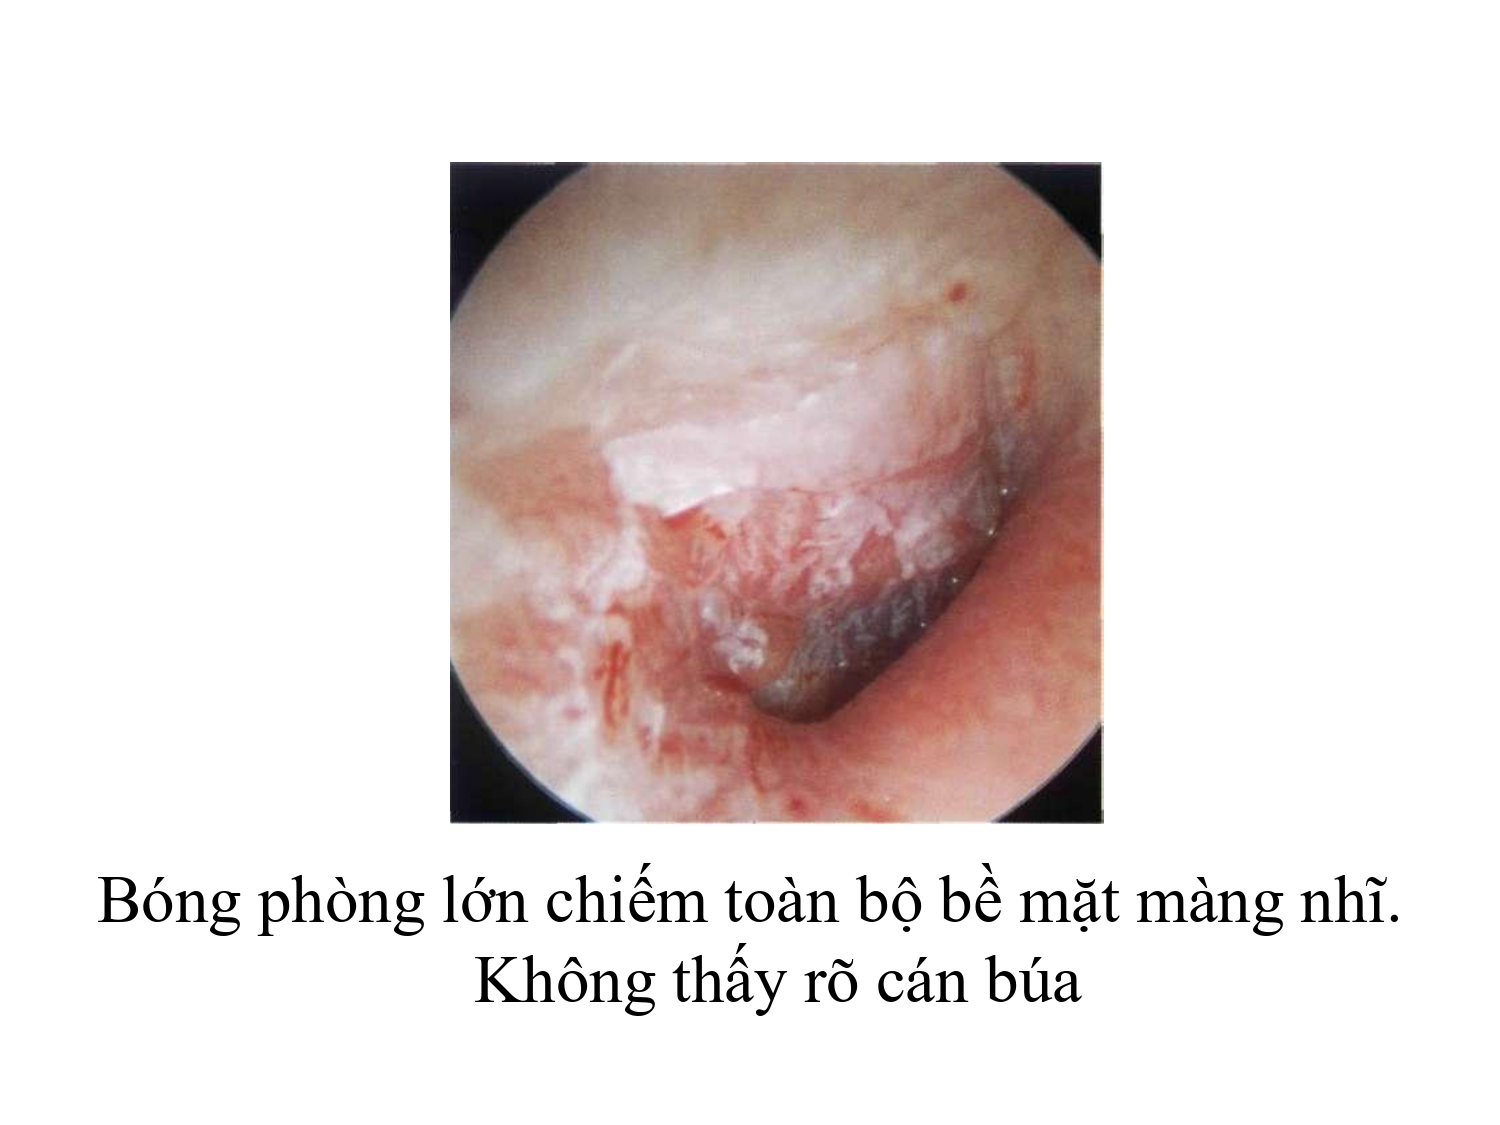 Bóng phòng lớn chiếm toàn bộ bề mặt màng nhĩ.
Không thấy rõ cán búa